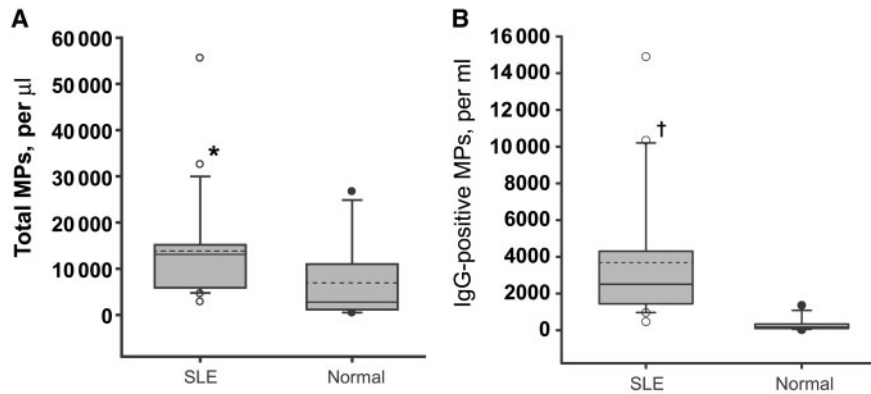 A
Total MPs, per μl
60 000
50 000
40 000
30 000
20 000
10 000
0
*
SLE
Normal
B
IgG-positive MPs, per ml
16 000
14 000
12 000
10 000
8000
6000
4000
2000
0
†
SLE
Normal